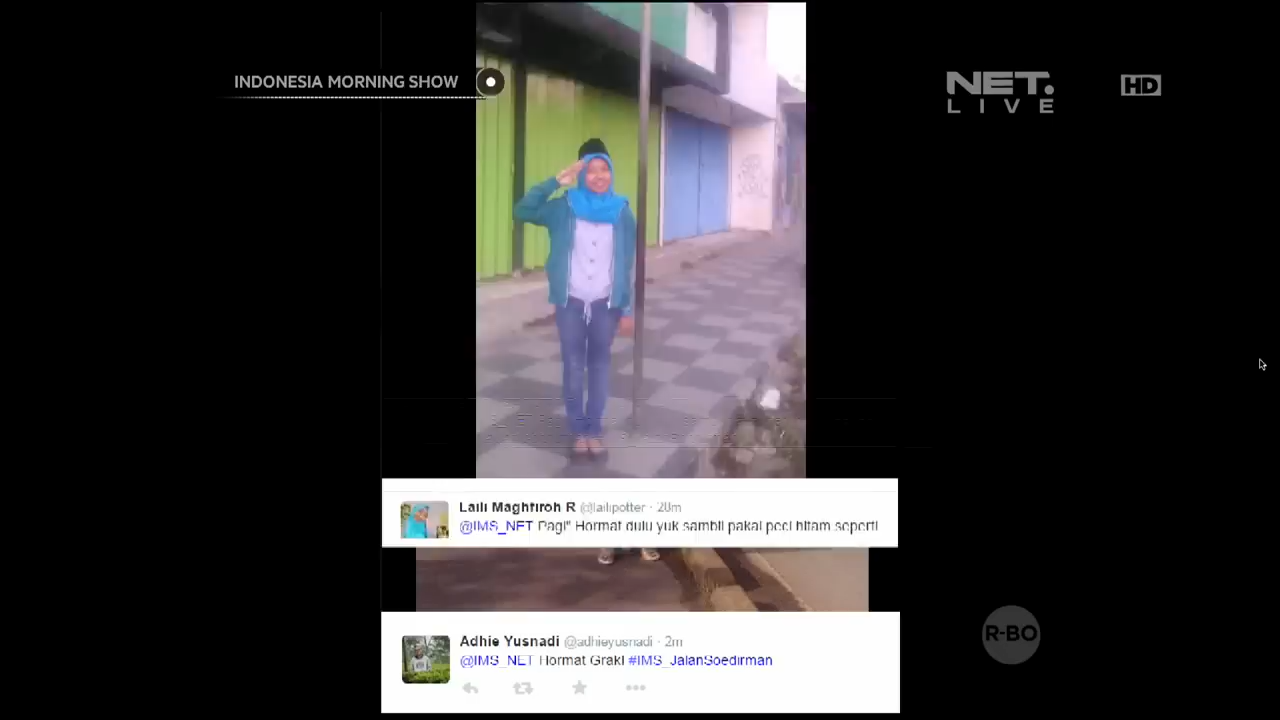 INDONESIA MORNING SHOW
NET.
LIVE
HD
Laili Maghfiroh R @lailipotter · 28m
@IMS_NET Pagi" Hormat dulu yuk sambil pakai peci hitam seperti
R-BO
Adhie Yusnadi @adhieyusnadi · 2m
@IMS_NET Hormat Grak! #IMS_JalanSoedirman